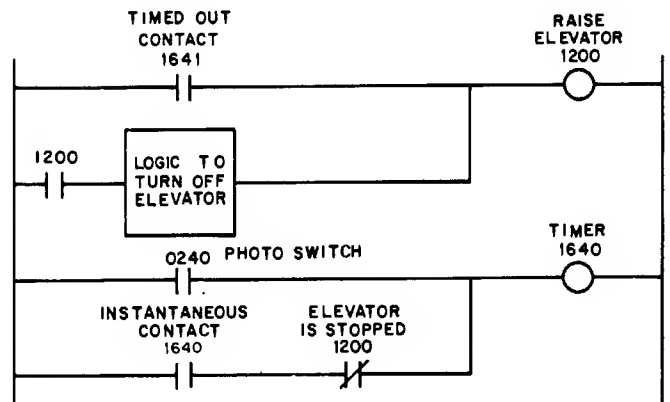 TIMED OUT
CONTACT
1641
RAISE
ELEVATOR
1200
1200
LOGIC TO
TURN OFF
ELEVATOR
0240 PHOTO SWITCH
TIMER
1640
INSTANTANEOUS
CONTACT
1640
ELEVATOR
IS STOPPED
1200